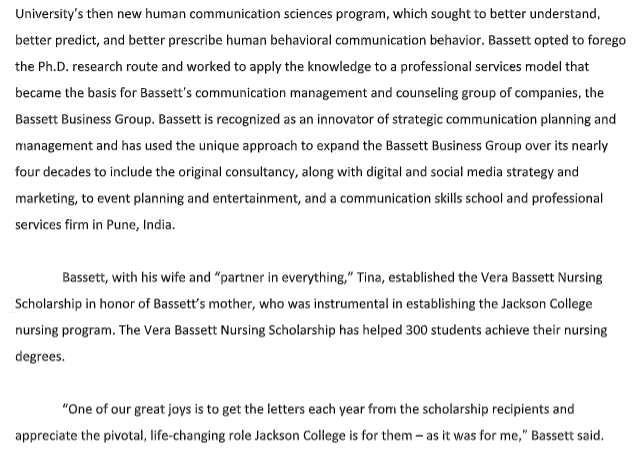 University's then new human communication sciences program, which sought to better understand,
better predict, and better prescribe human behavioral communication behavior. Bassett opted to forego
the Ph.D. research route and worked to apply the knowledge to a professional services model that
became the basis for Bassett's communication management and counseling group of companies, the
Bassett Business Group. Bassett is recognized as an innovator of strategic communication planning and
management and has used the unique approach to expand the Bassett Business Group over its nearly
four decades to include the original consultancy, along with digital and social media strategy and
marketing, to event planning and entertainment, and a communication skills school and professional
services firm in Pune, India.
Bassett, with his wife and “partner in everything,” Tina, established the Vera Bassett Nursing
Scholarship in honor of Bassett's mother, who was instrumental in establishing the Jackson College
nursing program. The Vera Bassett Nursing Scholarship has helped 300 students achieve their nursing
degrees.
“One of our great joys is to get the letters each year from the scholarship recipients and
appreciate the pivotal, life-changing role Jackson College is for them – as it was for me,” Bassett said.